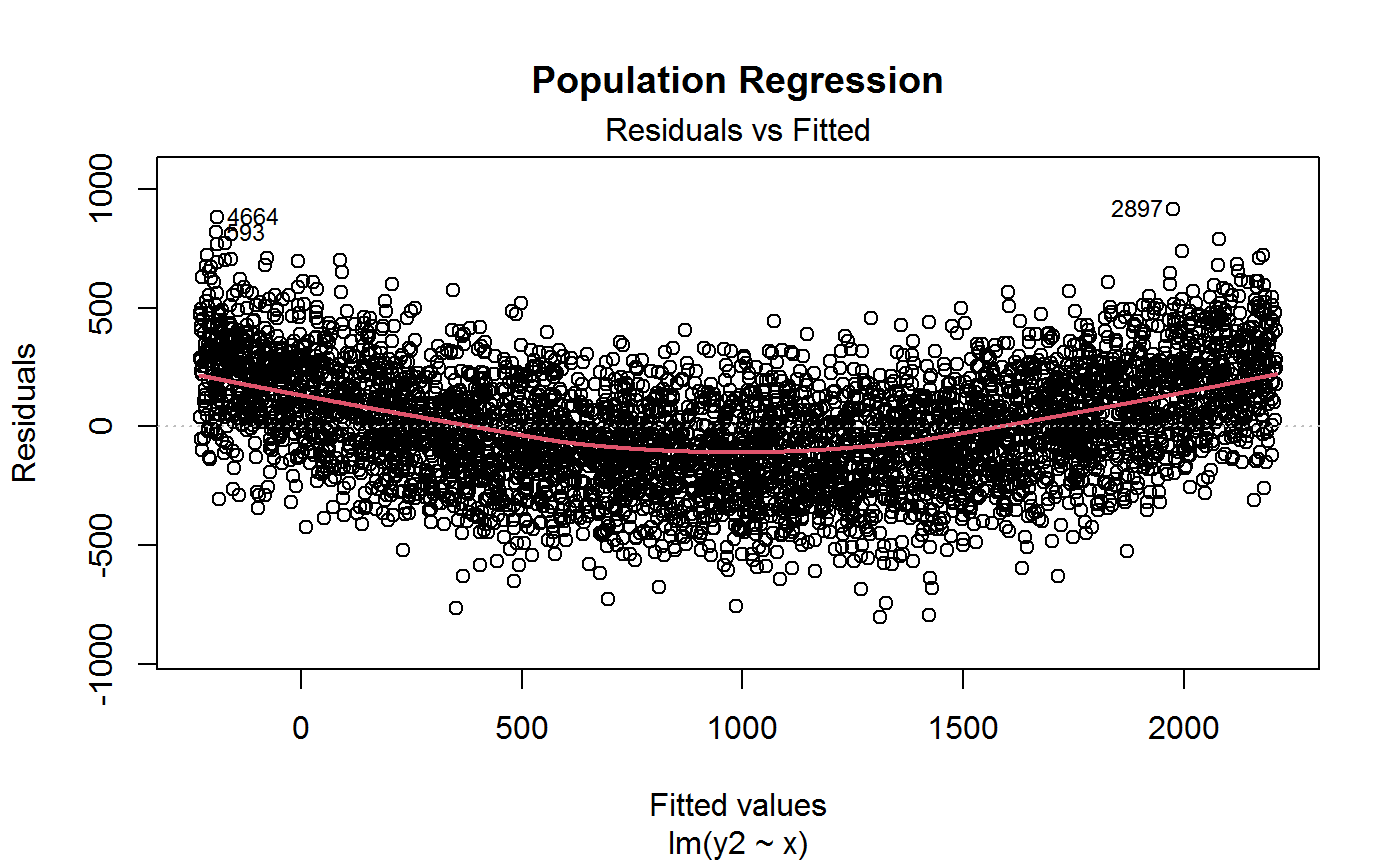 Population Regression
Residuals vs Fitted
1000
500
0
-500
-1000
Residuals
4664
593
2897
0 500 1000 1500 2000
Fitted values
lm(y2 ~ x)